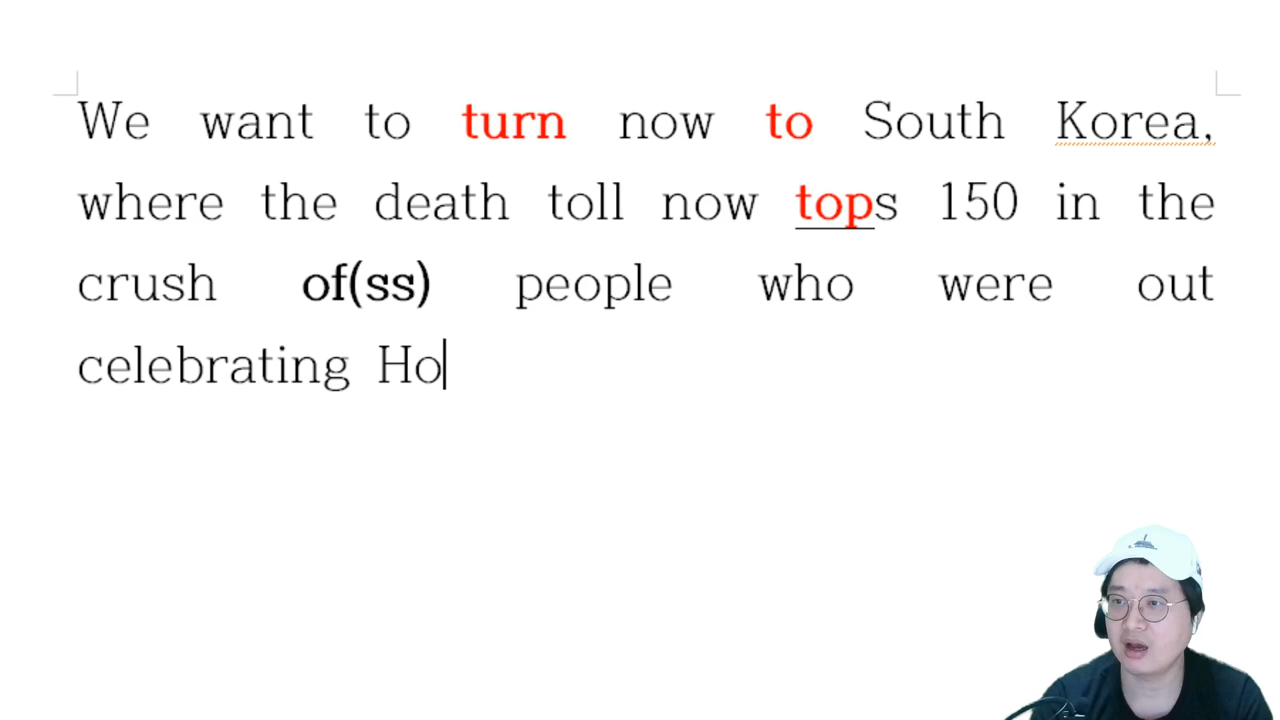 We want to turn now to South Korea,
where the death toll now tops 150 in the
crush of(ss) people who were out
celebrating Ho